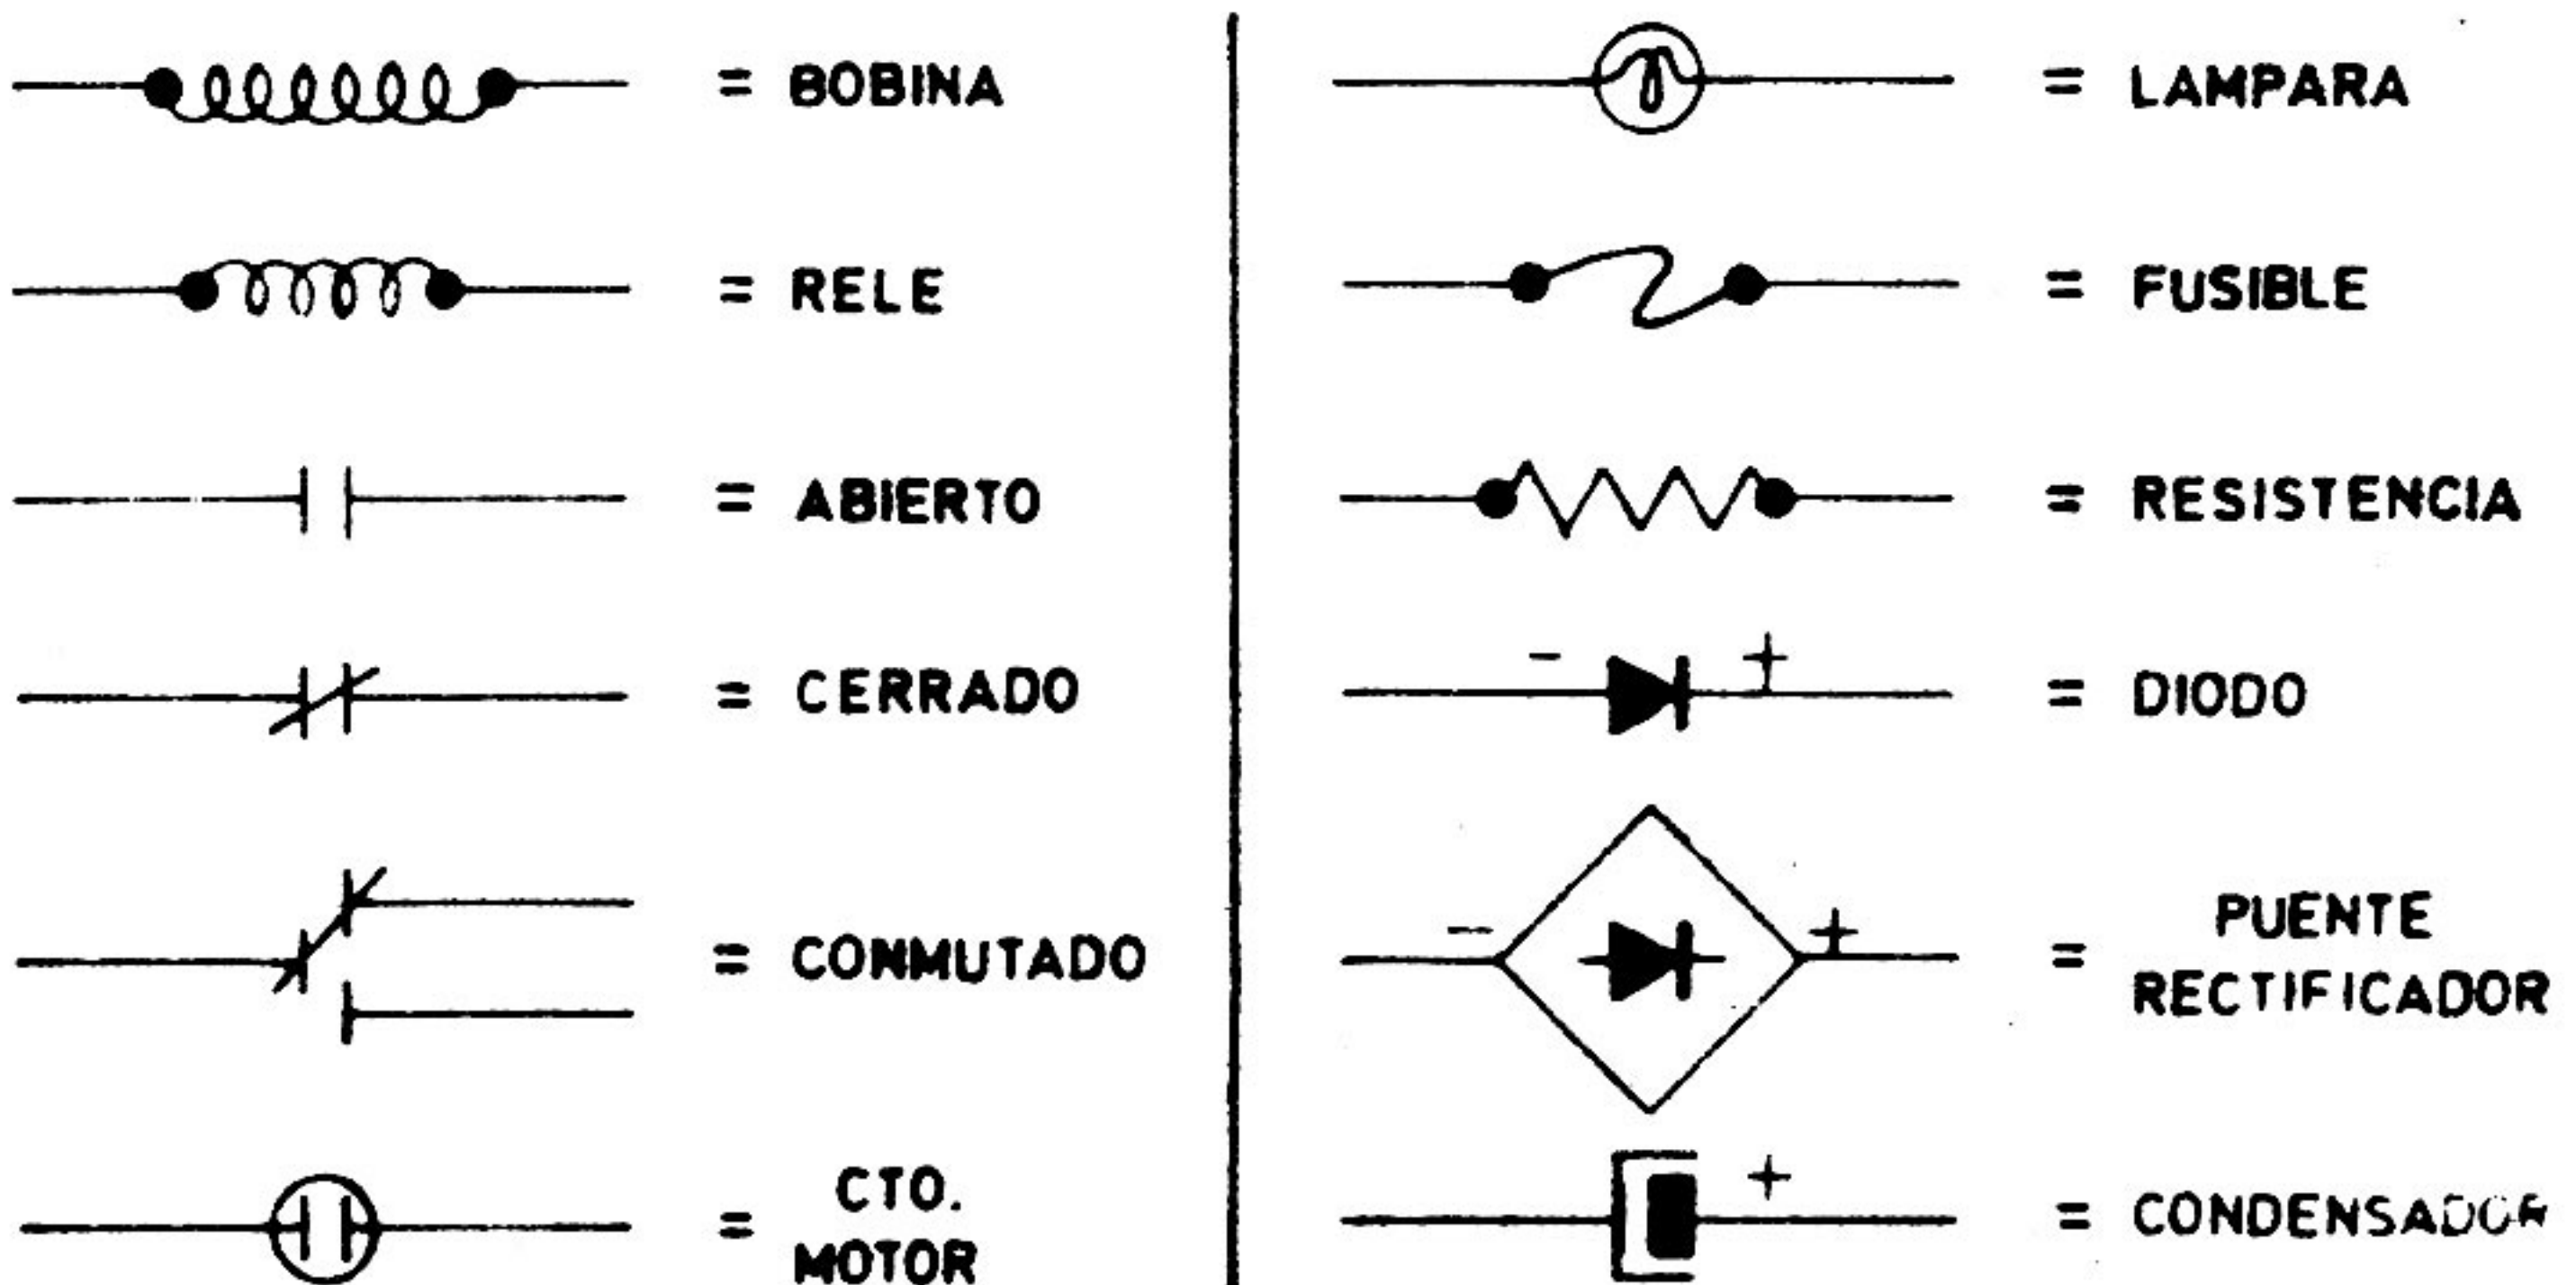 = BOBINA
= RELE
= ABIERTO
= CERRADO
= CONMUTADO
= CTO.
MOTOR
= LAMPARA
= FUSIBLE
= RESISTENCIA
- +
= DIODO
- +
= PUENTE
RECTIFICADOR
+
= CONDENSADOR